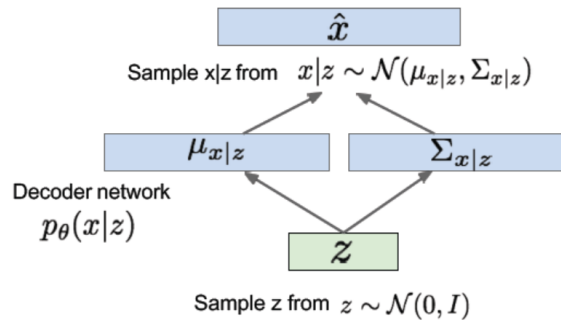 x̂
Sample x|z from x|z ∼ 𝒩(μ_{x|z}, Σ_{x|z})
μ_{x|z} Σ_{x|z}
Decoder network
p_θ(x|z)
z
Sample z from z ∼ 𝒩(0, I)